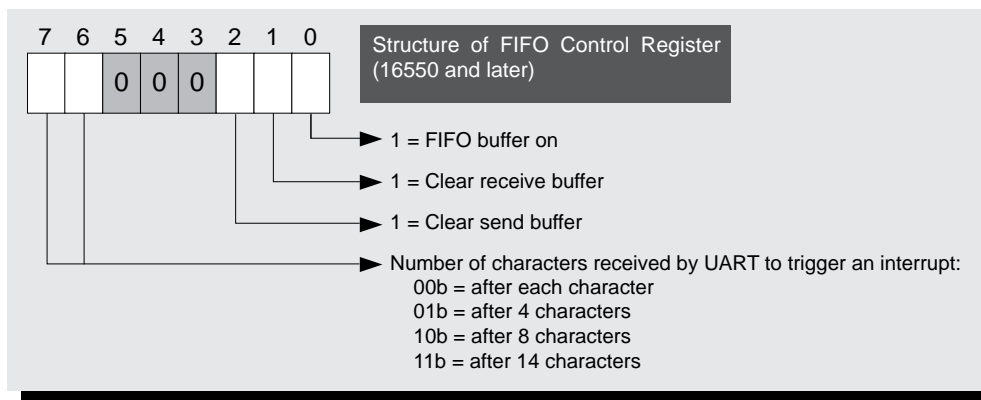 7 6 5 4 3 2 1 0
Structure of FIFO Control Register
(16550 and later)
0 0 0
1 = FIFO buffer on
1 = Clear receive buffer
1 = Clear send buffer
Number of characters received by UART to trigger an interrupt:
00b = after each character
01b = after 4 characters
10b = after 8 characters
11b = after 14 characters